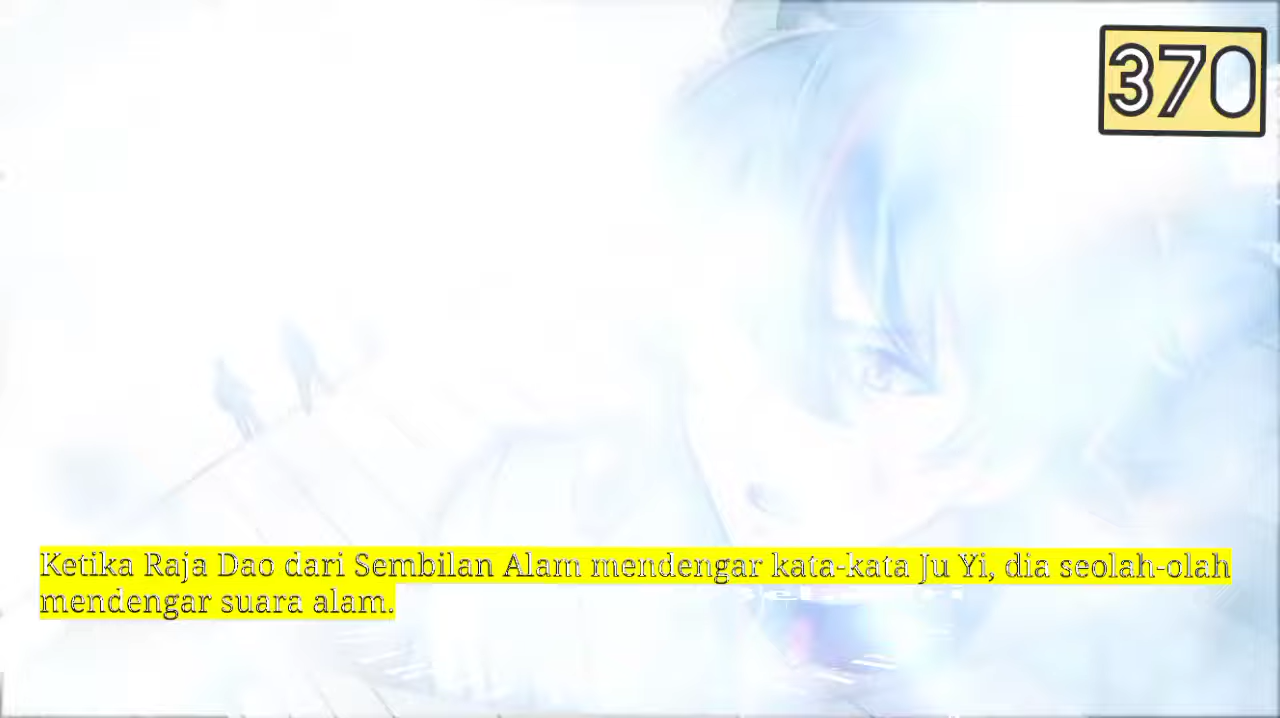 370
Ketika Raja Dao dari Sembilan Alam mendengar kata-kata Ju Yi, dia seolah-olah
mendengar suara alam.